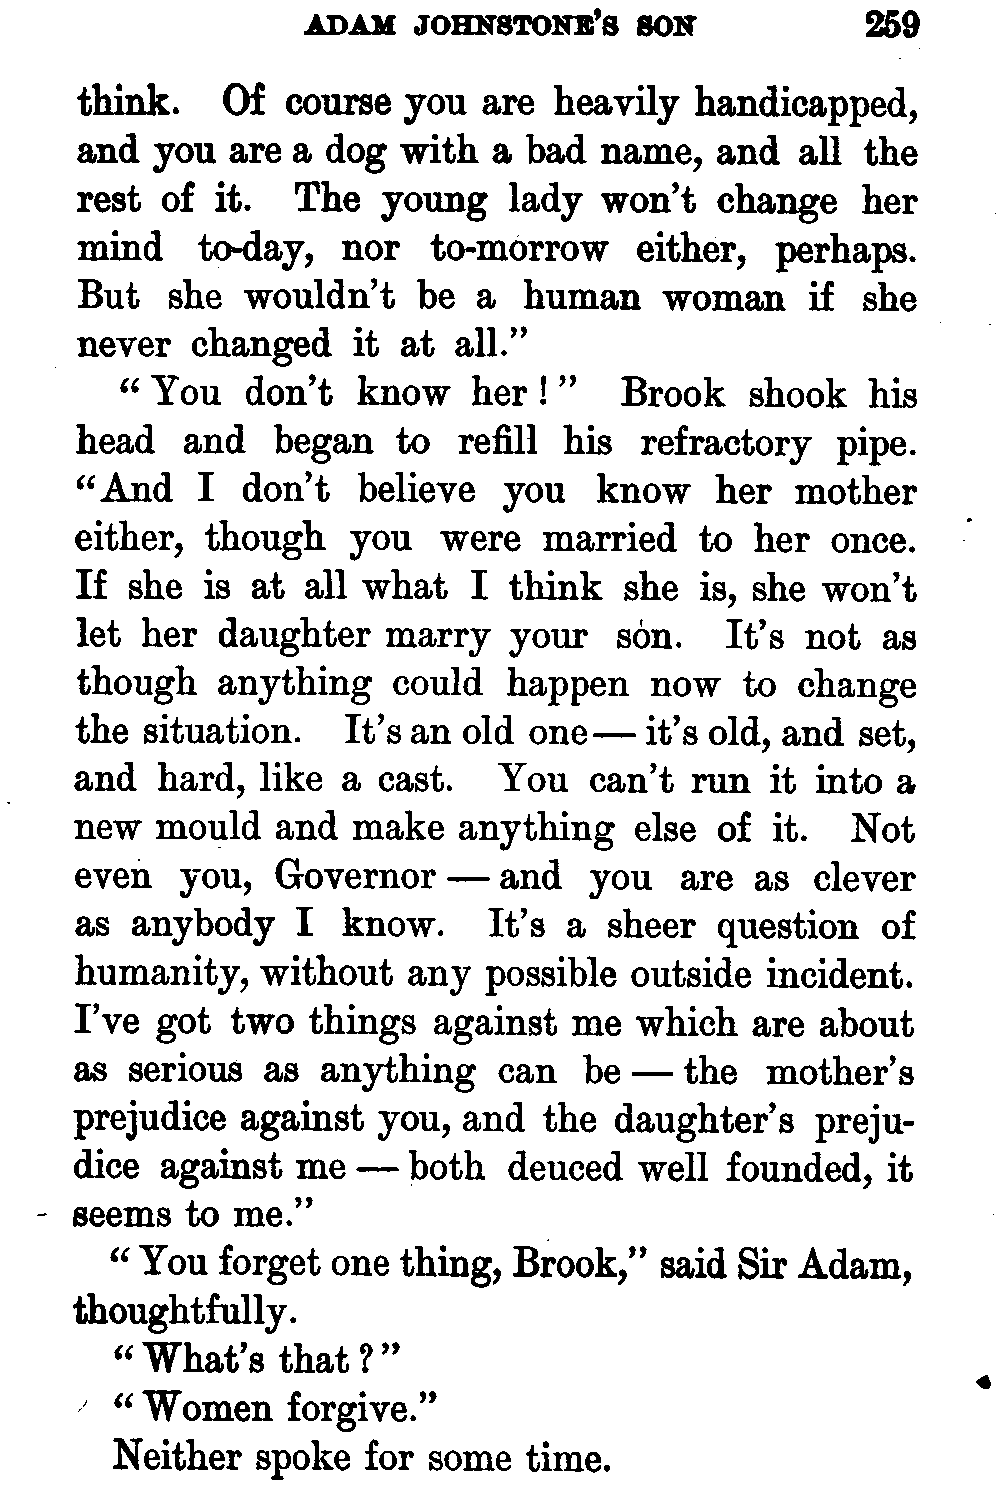 ADAM JOHNSTONE'S SON 259
think. Of course you are heavily handicapped,
and you are a dog with a bad name, and all the
rest of it. The young lady won't change her
mind to-day, nor to-morrow either, perhaps.
But she wouldn't be a human woman if she
never changed it at all."
"You don't know her!" Brook shook his
head and began to refill his refractory pipe.
"And I don't believe you know her mother
either, though you were married to her once.
If she is at all what I think she is, she won't
let her daughter marry your son. It's not as
though anything could happen now to change
the situation. It's an old one — it's old, and set,
and hard, like a cast. You can't run it into a
new mould and make anything else of it. Not
even you, Governor — and you are as clever
as anybody I know. It's a sheer question of
humanity, without any possible outside incident.
I've got two things against me which are about
as serious as anything can be — the mother's
prejudice against you, and the daughter's preju-
dice against me — both deuced well founded, it
seems to me."
"You forget one thing, Brook," said Sir Adam,
thoughtfully.
"What's that?"
"Women forgive."
Neither spoke for some time.